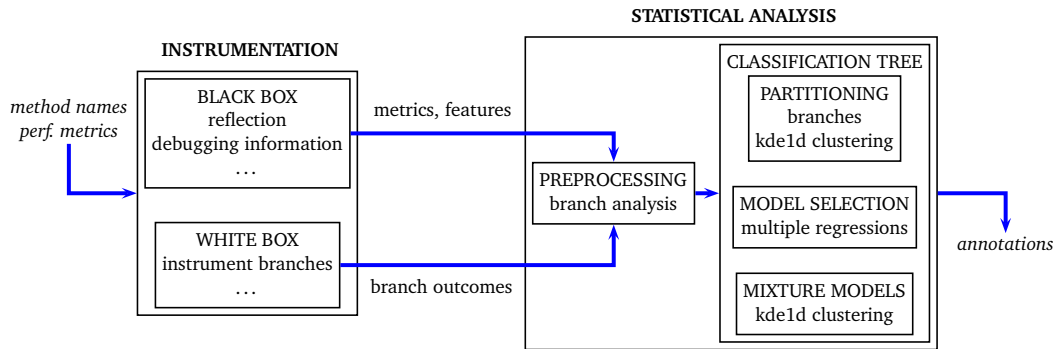 STATISTICAL ANALYSIS
INSTRUMENTATION
method names
perf. metrics
BLACK BOX
reflection
debugging information
...
WHITE BOX
instrument branches
...
metrics, features
branch outcomes
PREPROCESSING
branch analysis
CLASSIFICATION TREE
PARTITIONING
branches
kde1d clustering
MODEL SELECTION
multiple regressions
MIXTURE MODELS
kde1d clustering
annotations